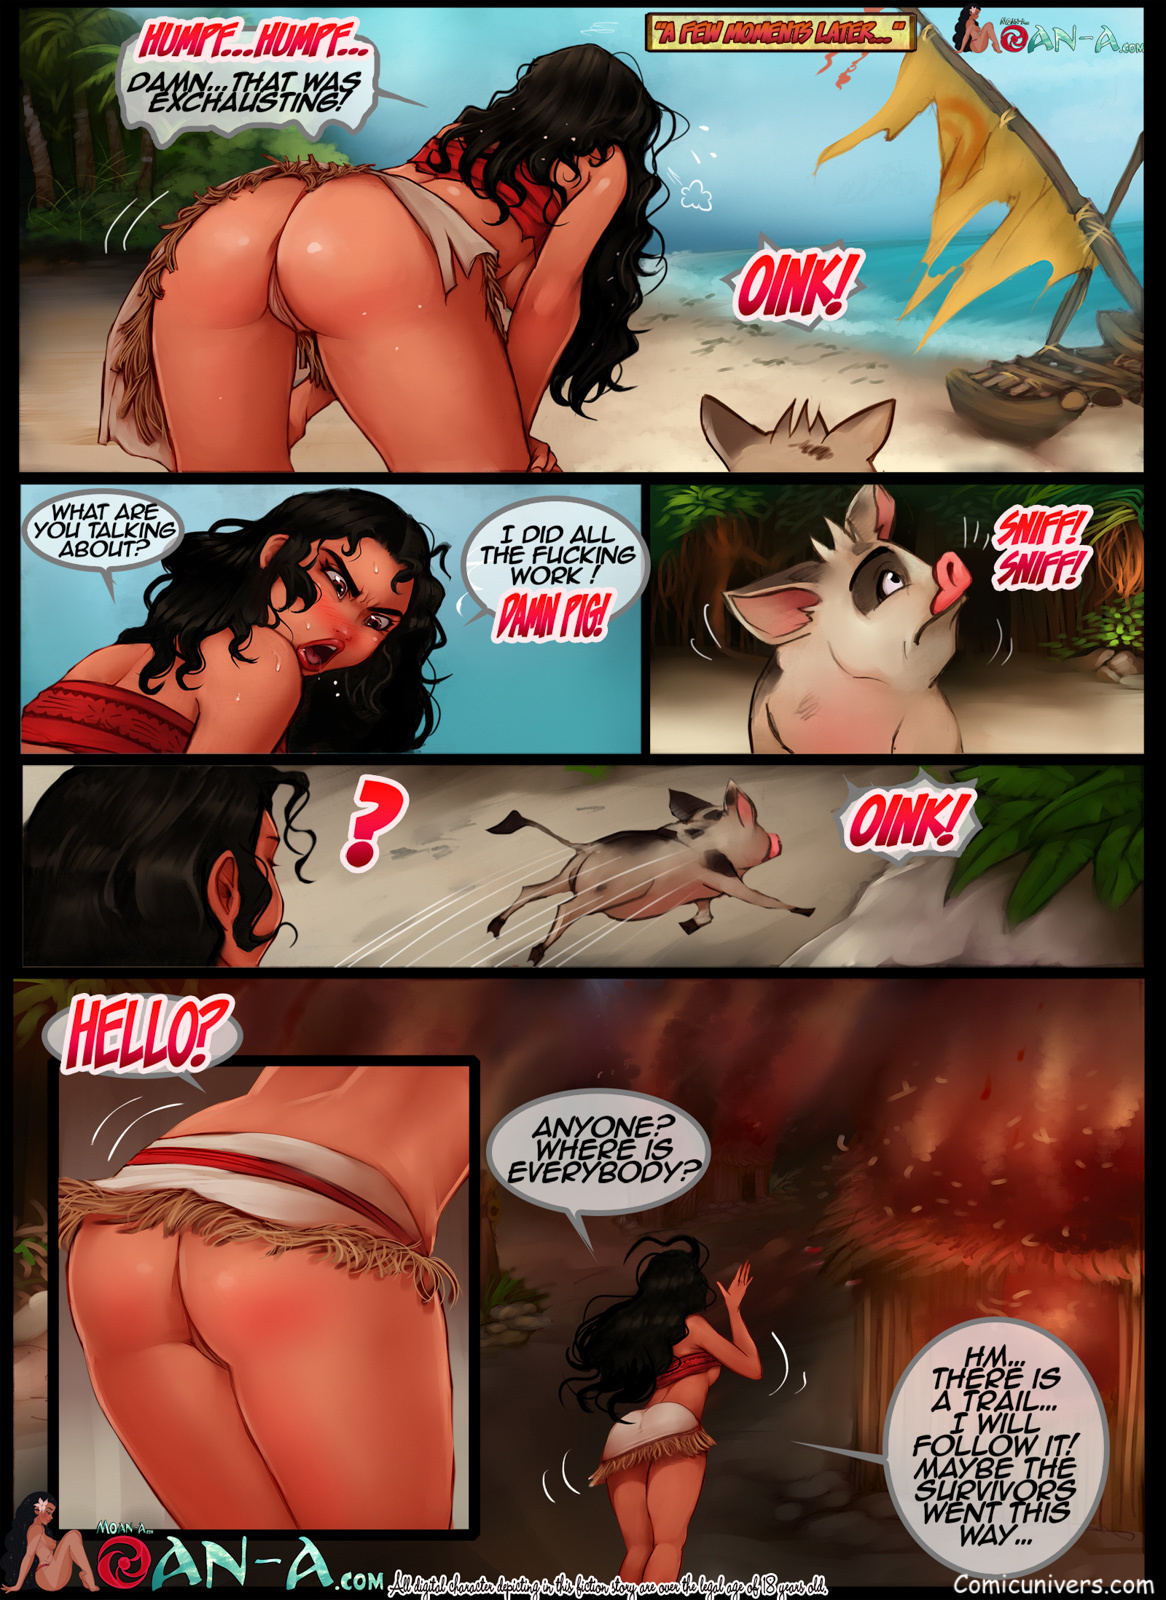 HUMPF...HUMPF...
DAMN...THAT WAS
EXCHAUSTING!
"A FEW MOMENTS LATER..."
MOAN-A...
MOAN-A.COM
OINK!
WHAT ARE
YOU TALKING
ABOUT?
I DID ALL
THE FUCKING
WORK!
DAMN PIG!
SNIFF!
SNIFF!
?
OINK!
HELLO?
ANYONE?
WHERE IS
EVERYBODY?
HM...
THERE IS
A TRAIL...
I WILL
FOLLOW IT!
MAYBE THE
SURVIVORS
WENT THIS
WAY...
MOAN-A...
MOAN-A.COM
All digital character depicting in this fiction story are over the legal age of 18 years old.
Comicunivers.com